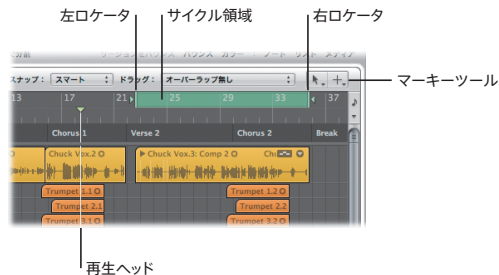 左ロケータ サイクル領域 右ロケータ
スナップ： スマート ドラッグ： オーバーラップ無し マーキーツール
13 17 21 25 29 33 37
Chorus 1 Verse 2 Chorus 2 Break
Chuck Vox.2 Chuck Vox.3: Comp 2
Trumpet 1.1 Trumpet 1.2
Trumpet 2.1 Trumpet 2.2
Trumpet 3.1 Trumpet 3.2
再生ヘッド